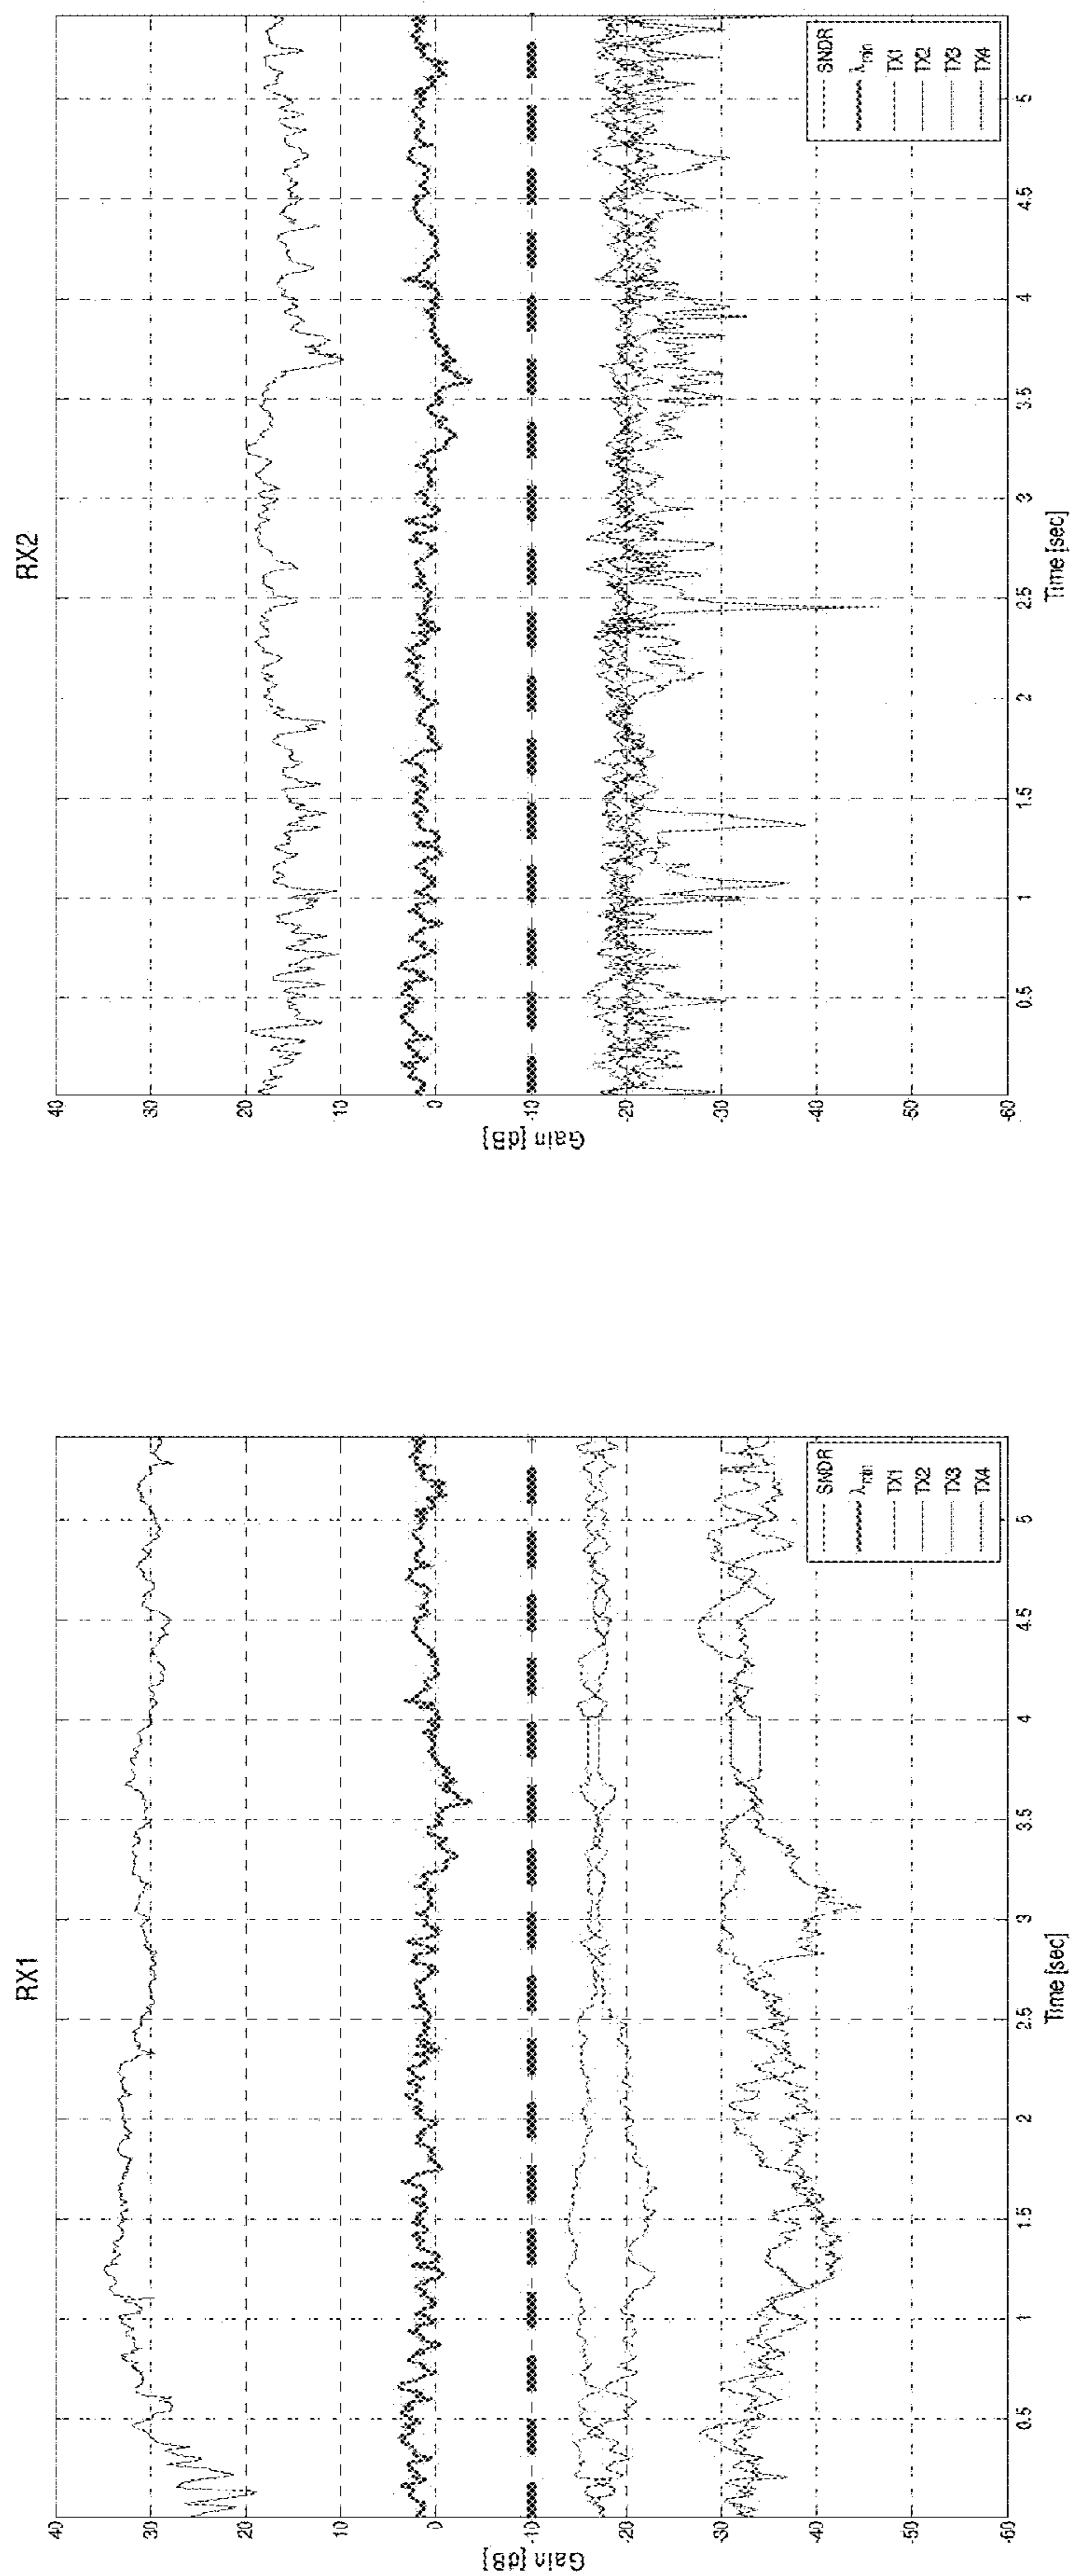 RX1
Gain [dB]
40
30
20
10
0
-10
-20
-30
-40
-50
-60
0.5
1
1.5
2
2.5
3
3.5
4
4.5
5
Time [sec]
SNDR
λmin
TX1
TX2
TX3
TX4
RX2
Gain [dB]
40
30
20
10
0
-10
-20
-30
-40
-50
-60
0.5
1
1.5
2
2.5
3
3.5
4
4.5
5
Time [sec]
SNDR
λmin
TX1
TX2
TX3
TX4